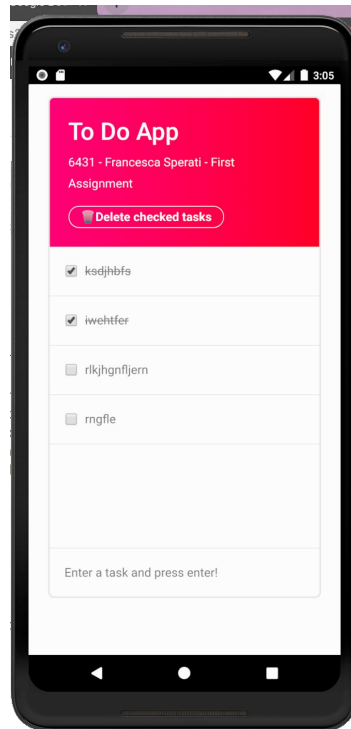 3:05
To Do App
6431 - Francesca Sperati - First
Assignment
Delete checked tasks
ksdjhbfs
iwehtfer
rlkjhgnfljern
rngfle
Enter a task and press enter!